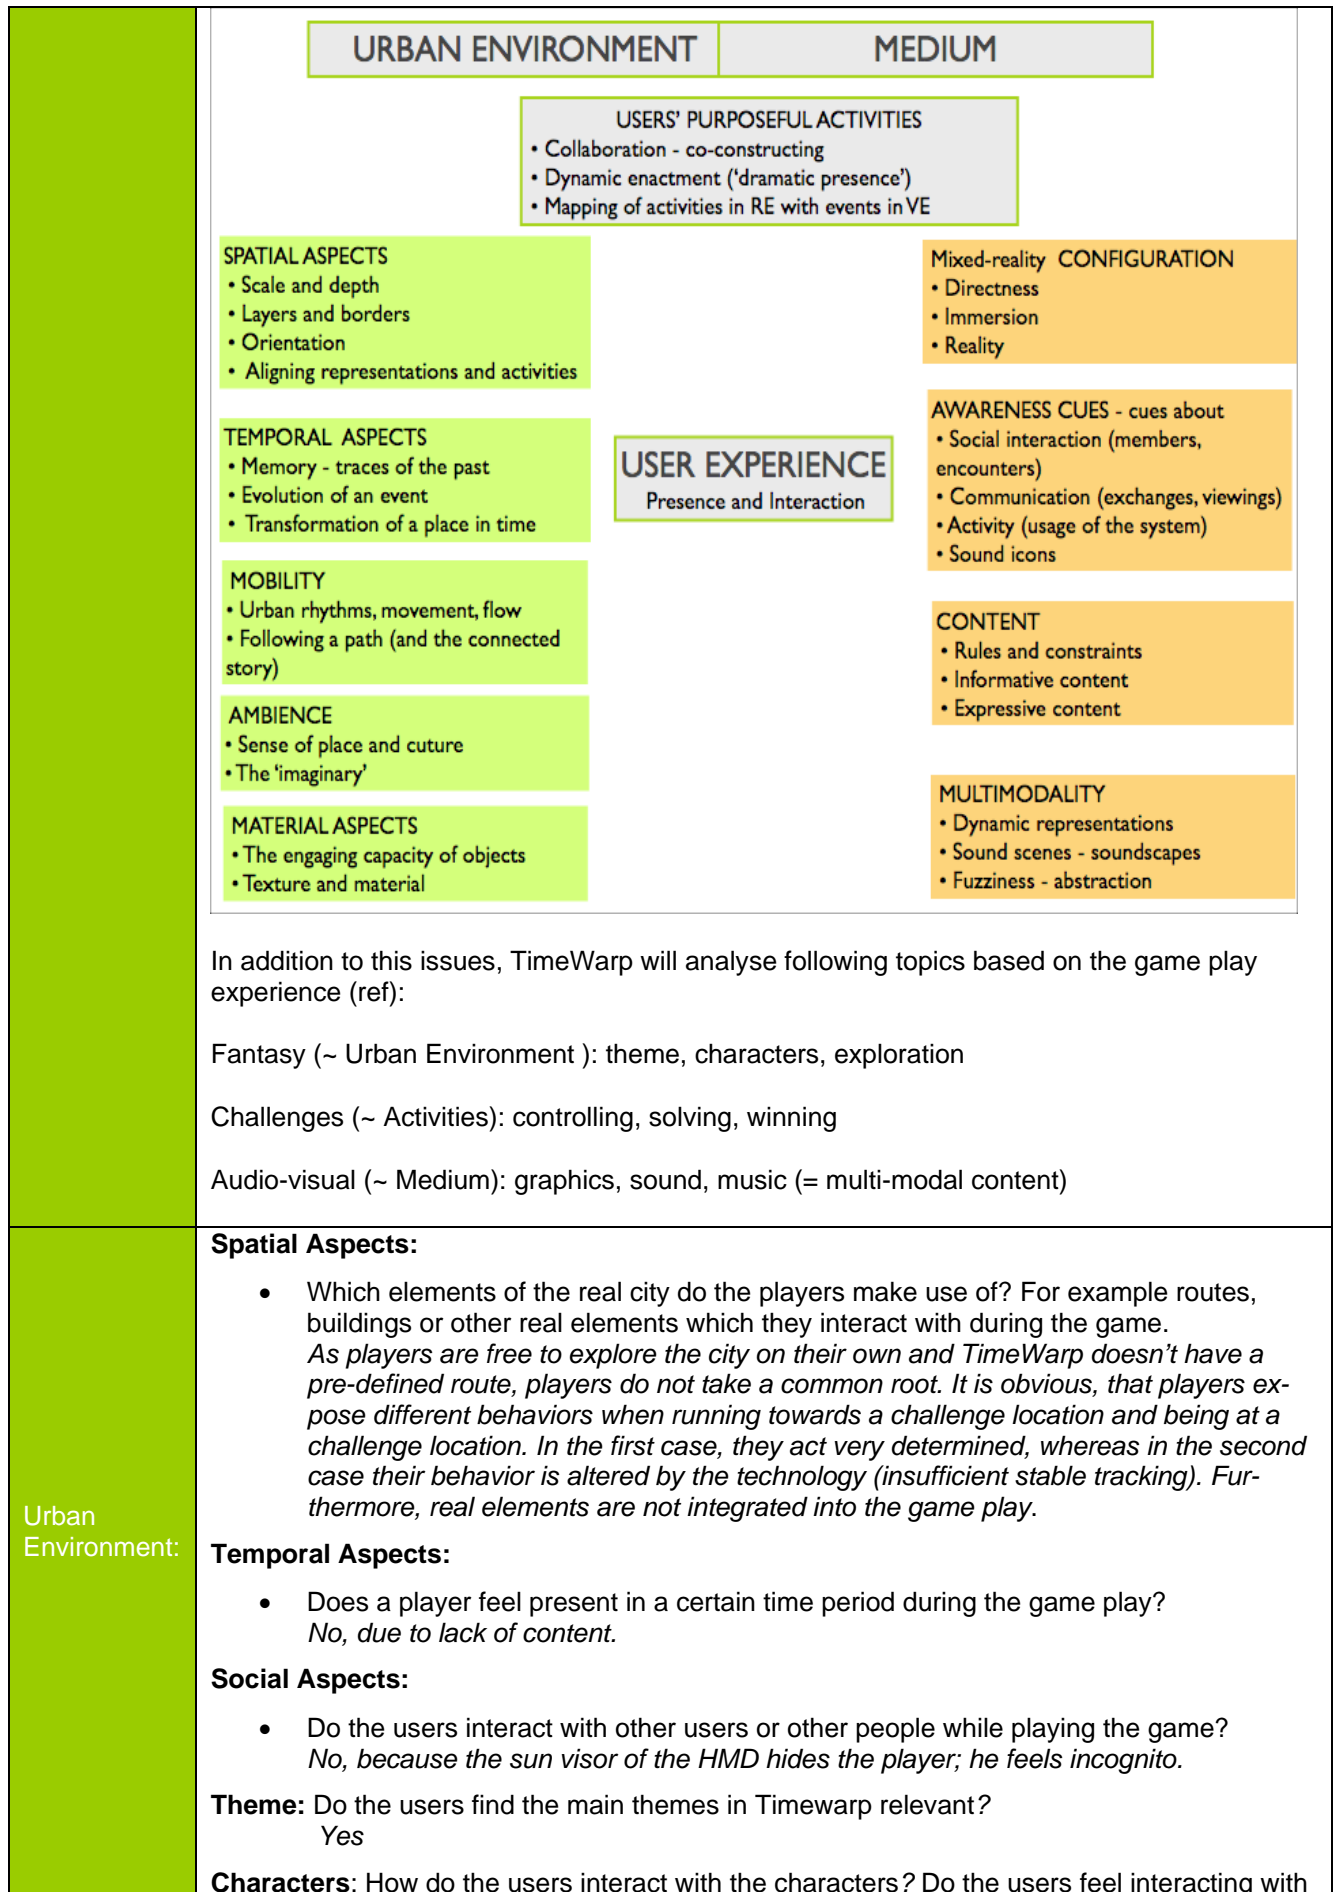 URBAN ENVIRONMENT MEDIUM
USERS' PURPOSEFUL ACTIVITIES
• Collaboration - co-constructing
• Dynamic enactment ('dramatic presence')
• Mapping of activities in RE with events in VE
SPATIAL ASPECTS
• Scale and depth
• Layers and borders
• Orientation
• Aligning representations and activities
TEMPORAL ASPECTS
• Memory - traces of the past
• Evolution of an event
• Transformation of a place in time
MOBILITY
• Urban rhythms, movement, flow
• Following a path (and the connected
story)
AMBIENCE
• Sense of place and cuture
• The 'imaginary'
MATERIAL ASPECTS
• The engaging capacity of objects
• Texture and material
USER EXPERIENCE
Presence and Interaction
Mixed-reality CONFIGURATION
• Directness
• Immersion
• Reality
AWARENESS CUES - cues about
• Social interaction (members,
encounters)
• Communication (exchanges, viewings)
• Activity (usage of the system)
• Sound icons
CONTENT
• Rules and constraints
• Informative content
• Expressive content
MULTIMODALITY
• Dynamic representations
• Sound scenes - soundscapes
• Fuzziness - abstraction
In addition to this issues, TimeWarp will analyse following topics based on the game play
experience (ref):
Fantasy (~ Urban Environment ): theme, characters, exploration
Challenges (~ Activities): controlling, solving, winning
Audio-visual (~ Medium): graphics, sound, music (= multi-modal content)
Urban
Environment:
Spatial Aspects:
• Which elements of the real city do the players make use of? For example routes,
buildings or other real elements which they interact with during the game.
As players are free to explore the city on their own and TimeWarp doesn't have a
pre-defined route, players do not take a common root. It is obvious, that players ex-
pose different behaviors when running towards a challenge location and being at a
challenge location. In the first case, they act very determined, whereas in the second
case their behavior is altered by the technology (insufficient stable tracking). Fur-
thermore, real elements are not integrated into the game play.
Temporal Aspects:
• Does a player feel present in a certain time period during the game play?
No, due to lack of content.
Social Aspects:
• Do the users interact with other users or other people while playing the game?
No, because the sun visor of the HMD hides the player; he feels incognito.
Theme: Do the users find the main themes in Timewarp relevant?
Yes
Characters: How do the users interact with the characters? Do the users feel interacting with